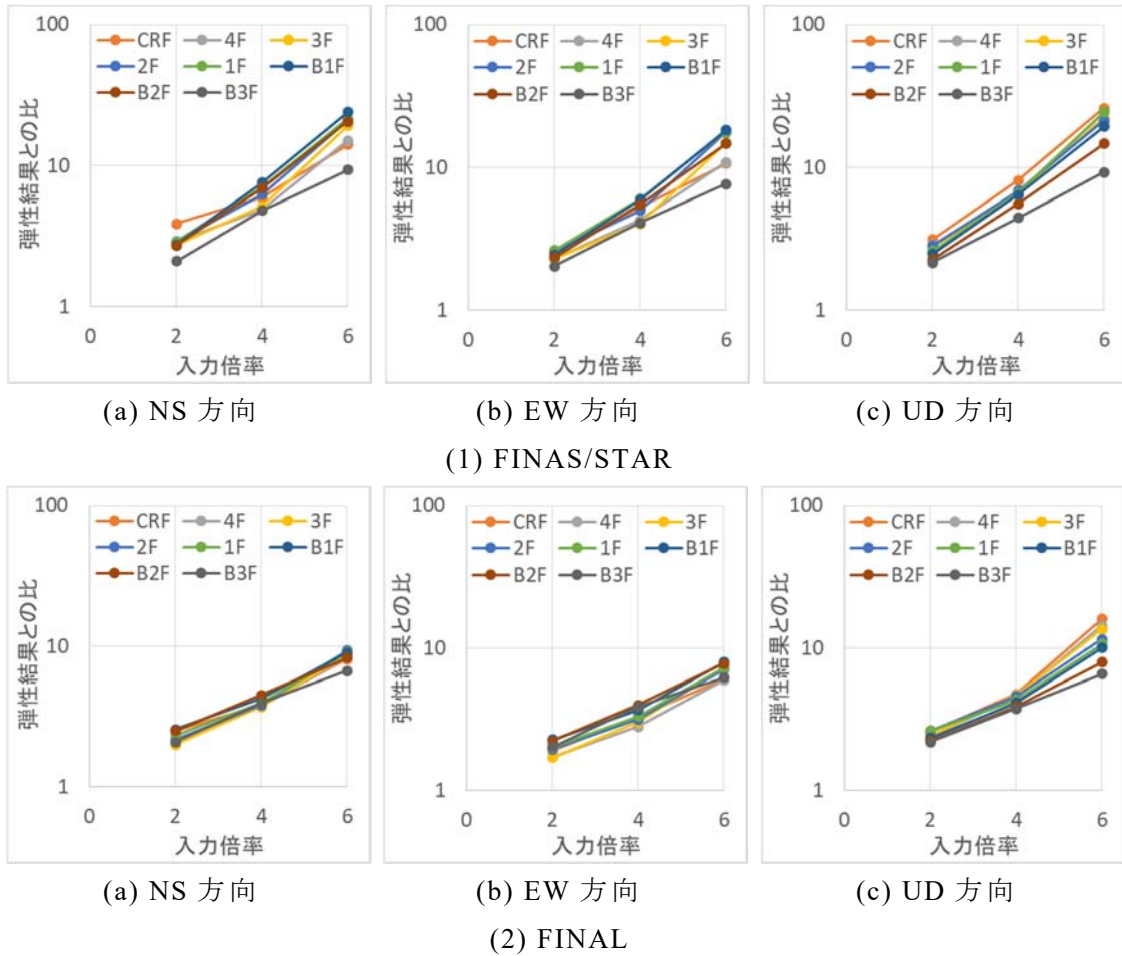 100
CRF 4F 3F
2F 1F B1F
B2F B3F
10
1
弾性結果との比
0 2 4 6
入力倍率
(a) NS 方向
100
CRF 4F 3F
2F 1F B1F
B2F B3F
10
1
弾性結果との比
0 2 4 6
入力倍率
(b) EW 方向
100
CRF 4F 3F
2F 1F B1F
B2F B3F
10
1
弾性結果との比
0 2 4 6
入力倍率
(c) UD 方向
(1) FINAS/STAR
100
CRF 4F 3F
2F 1F B1F
B2F B3F
10
1
弾性結果との比
0 2 4 6
入力倍率
(a) NS 方向
100
CRF 4F 3F
2F 1F B1F
B2F B3F
10
1
弾性結果との比
0 2 4 6
入力倍率
(b) EW 方向
100
CRF 4F 3F
2F 1F B1F
B2F B3F
10
1
弾性結果との比
0 2 4 6
入力倍率
(c) UD 方向
(2) FINAL